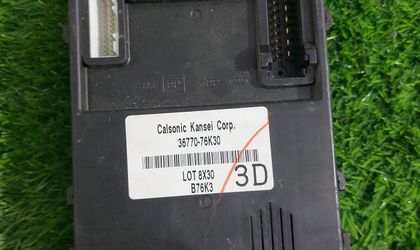 Calsonic Kansei Corp.
36770-76K30
LOT 8X30
B76K3
3D